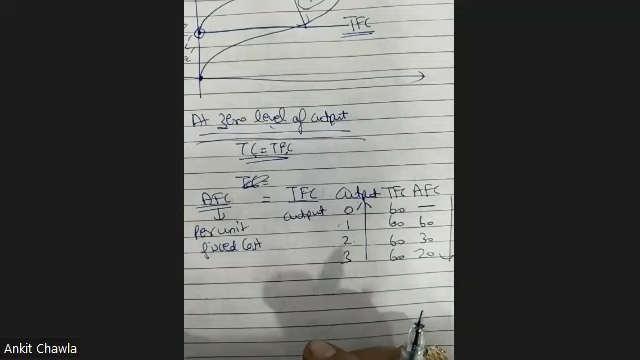 TFC
At zero level of output
TC = TFC
AFC = TFC Output TFC AFC
output 0 60 —
per unit 1 60 60
fixed Cost 2 60 30
3 60 20
Ankit Chawla